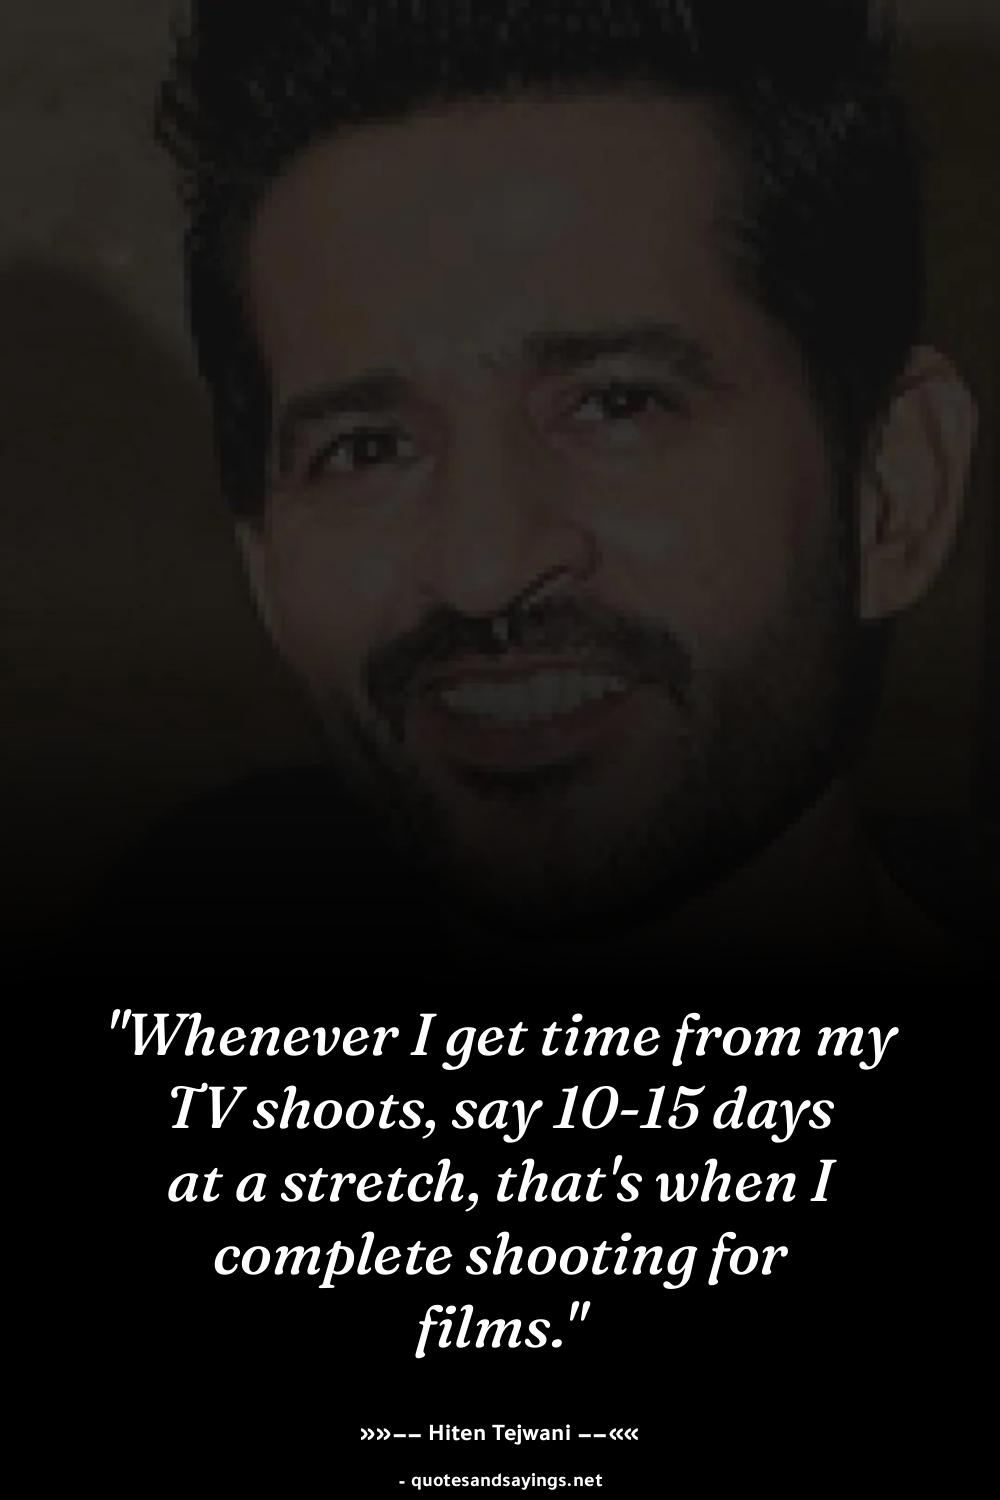 "Whenever I get time from my
TV shoots, say 10-15 days
at a stretch, that's when I
complete shooting for
films."
»»–– Hiten Tejwani ––««
- quotesandsayings.net